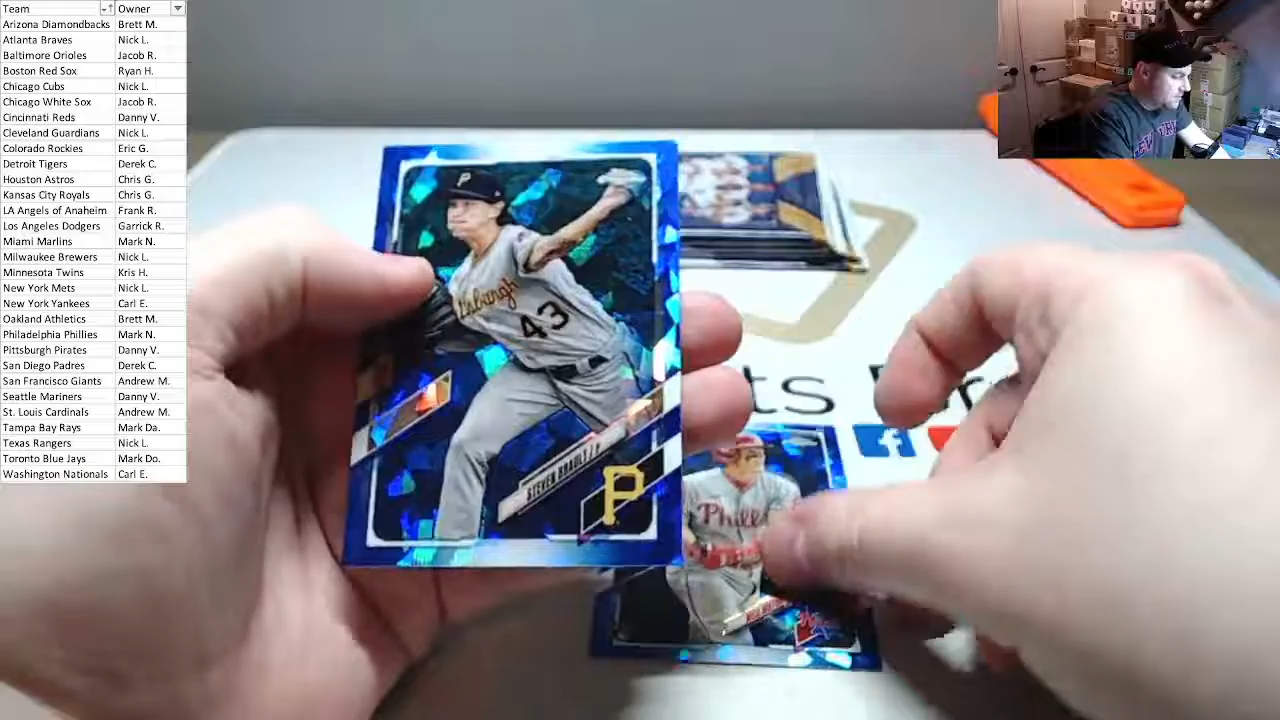 Team Owner
Arizona Diamondbacks Brett M.
Atlanta Braves Nick L.
Baltimore Orioles Jacob R.
Boston Red Sox Ryan H.
Chicago Cubs Nick L.
Chicago White Sox Jacob R.
Cincinnati Reds Danny V.
Cleveland Guardians Nick L.
Colorado Rockies Eric G.
Detroit Tigers Derek C.
Houston Astros Chris G.
Kansas City Royals Chris G.
LA Angels of Anaheim Frank R.
Los Angeles Dodgers Garrick R.
Miami Marlins Mark N.
Milwaukee Brewers Nick L.
Minnesota Twins Kris H.
New York Mets Nick L.
New York Yankees Carl E.
Oakland Athletics Brett M.
Philadelphia Phillies Mark N.
Pittsburgh Pirates Danny V.
San Diego Padres Derek C.
San Francisco Giants Andrew M.
Seattle Mariners Danny V.
St. Louis Cardinals Andrew M.
Tampa Bay Rays Mark Da.
Texas Rangers Nick L.
Toronto Blue Jays Mark Do.
Washington Nationals Carl E.
P
43
STEVEN BRAULT / P
P